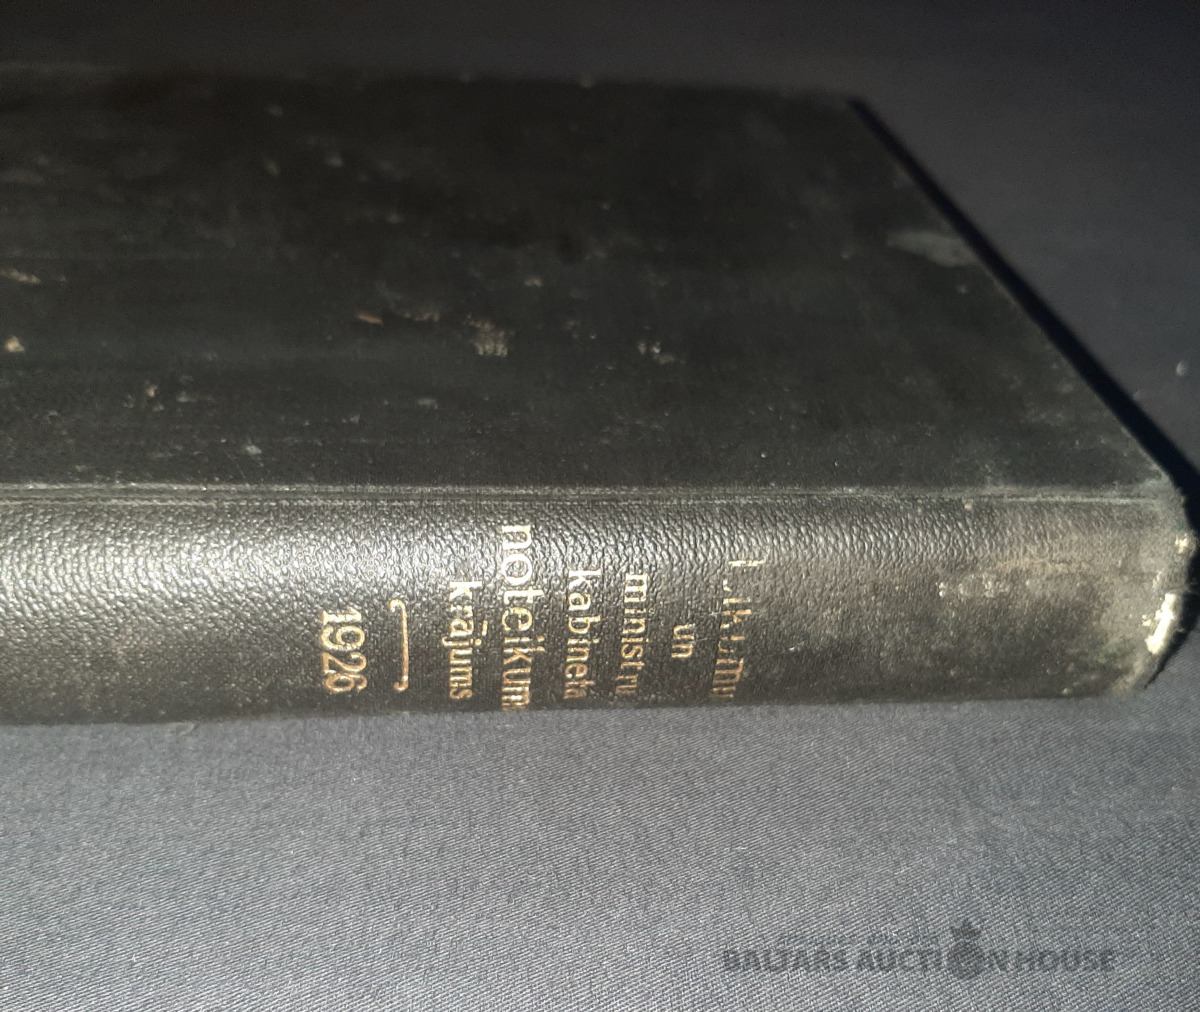 un
ministru
kabineta
noteikumu
krājums
1926
BALTARS AUCTION HOUSE